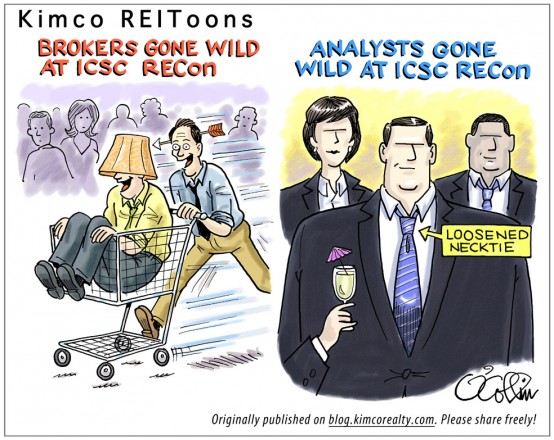 Kimco REIToons
BROKERS GONE WILD
AT ICSC RECon
ANALYSTS GONE
WILD AT ICSC RECon
LOOSENED
NECKTIE
Originally published on blog.kimcorealty.com. Please share freely!